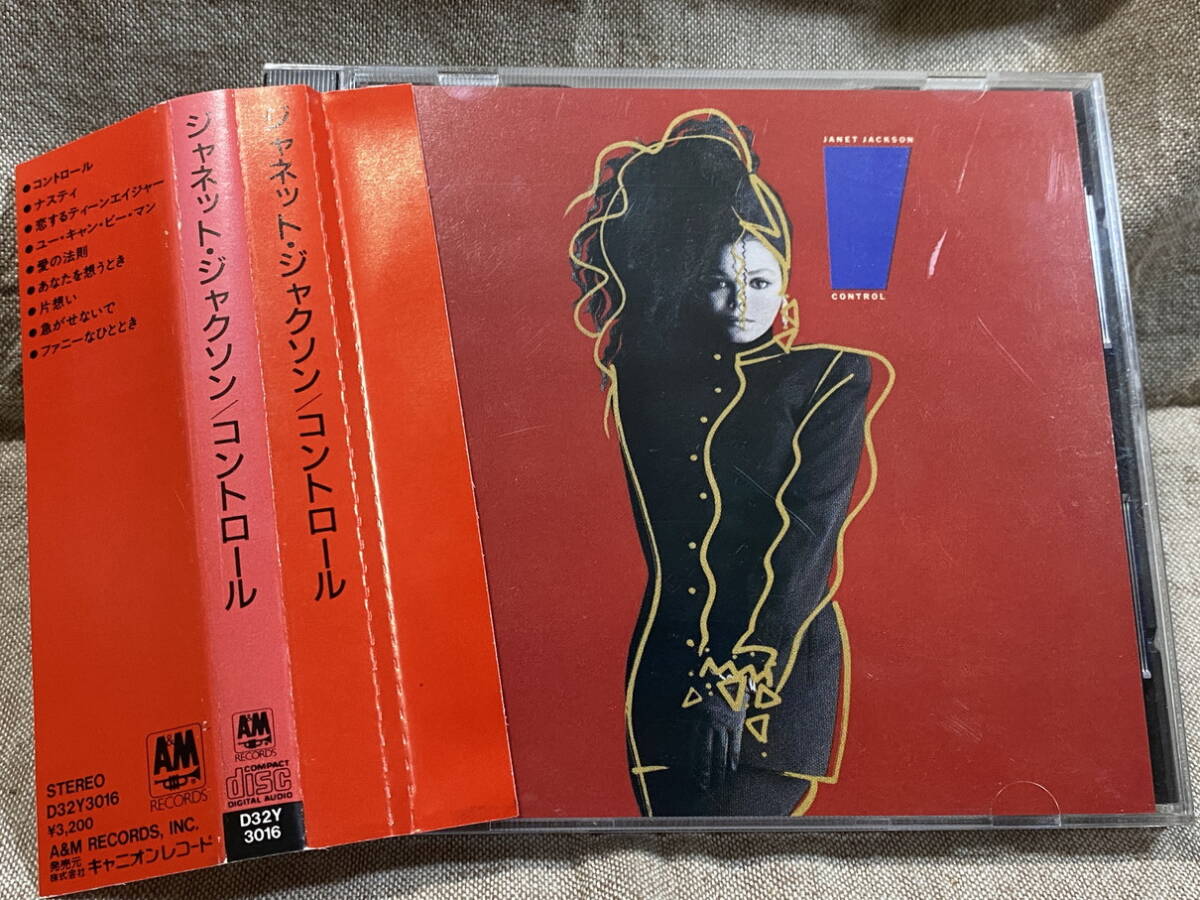 ● コントロール
● ナスティ
● 恋するティーンエイジャー
● ユー・キャン・ビー・マン
● 愛の法則
● あなたを想うとき
● 片想い
● 急がせないで
● ファニーなひととき
A&M
RECORDS
STEREO
D32Y3016
¥3,200
A&M RECORDS, INC.
発売元
株式会社 キャニオンレコード
ジャネット・ジャクソン/コントロール
A&M
RECORDS
COMPACT
disc
DIGITAL AUDIO
D32Y
3016
ジャネット・ジャクソン/コントロール
JANET JACKSON
CONTROL